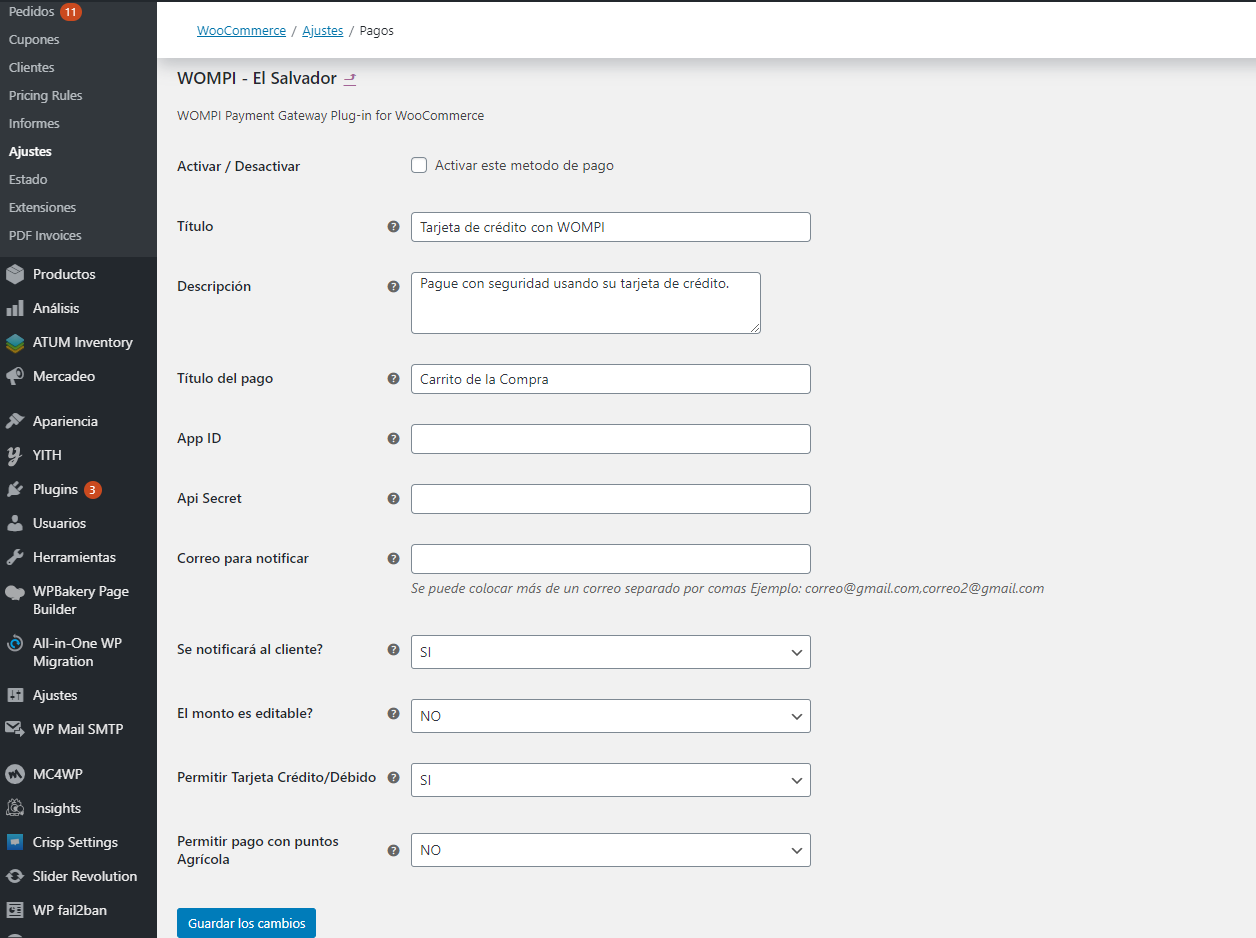 Pedidos 11
Cupones
Clientes
Pricing Rules
Informes
Ajustes
Estado
Extensiones
PDF Invoices
Productos
Análisis
ATUM Inventory
Mercadeo
Apariencia
YITH
Plugins 3
Usuarios
Herramientas
WPBakery Page
Builder
All-in-One WP
Migration
Ajustes
WP Mail SMTP
MC4WP
Insights
Crisp Settings
Slider Revolution
WP fail2ban
WooCommerce / Ajustes / Pagos
WOMPI - El Salvador
WOMPI Payment Gateway Plug-in for WooCommerce
Activar / Desactivar
Activar este metodo de pago
Título
Tarjeta de crédito con WOMPI
Descripción
Pague con seguridad usando su tarjeta de crédito.
Título del pago
Carrito de la Compra
App ID
Api Secret
Correo para notificar
Se puede colocar más de un correo separado por comas Ejemplo: correo@gmail.com,correo2@gmail.com
Se notificará al cliente?
SI
El monto es editable?
NO
Permitir Tarjeta Crédito/Débido
SI
Permitir pago con puntos
Agrícola
NO
Guardar los cambios